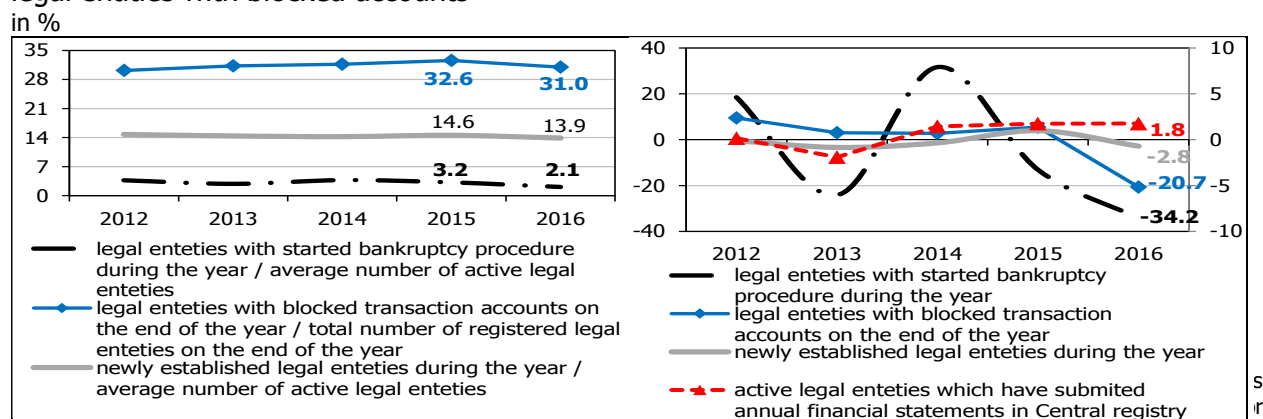 legal entities with blocked accounts
in %
35
28
21
14
7
0
32.6
31.0
14.6
13.9
3.2
2.1
2012 2013 2014 2015 2016
legal enteties with started bankruptcy procedure
during the year / average number of active legal
enteties
legal enteties with blocked transaction accounts on
the end of the year / total number of registered legal
enteties on the end of the year
newly established legal enteties during the year /
average number of active legal enteties
40
20
0
-20
-40
10
5
0
-5
-10
1.8
-2.8
-20.7
-34.2
2012 2013 2014 2015 2016
legal enteties with started bankruptcy
procedure during the year
legal enteties with blocked transaction
accounts on the end of the year
newly established legal enteties during the year
active legal enteties which have submited
annual financial statements in Central registry
s
r